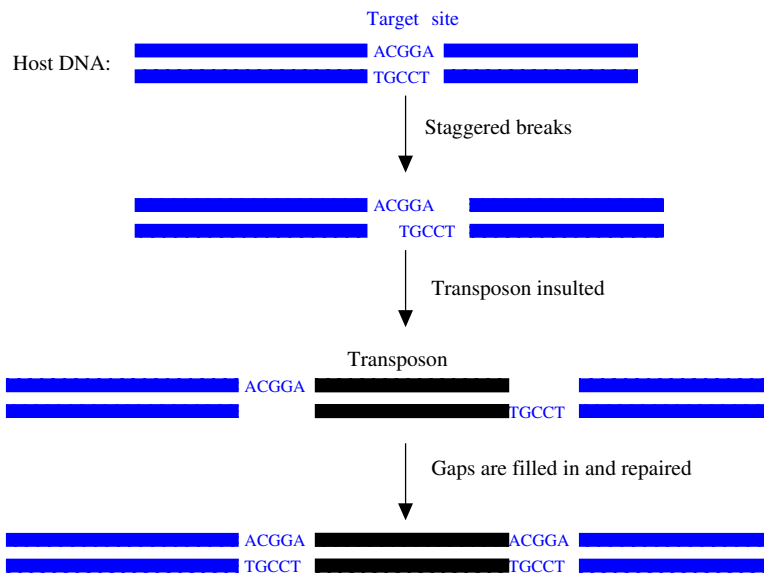 Target site
Host DNA:
ACGGA
TGCCT
Staggered breaks
ACGGA
TGCCT
Transposon insulted
Transposon
ACGGA
TGCCT
Gaps are filled in and repaired
ACGGA ACGGA
TGCCT TGCCT